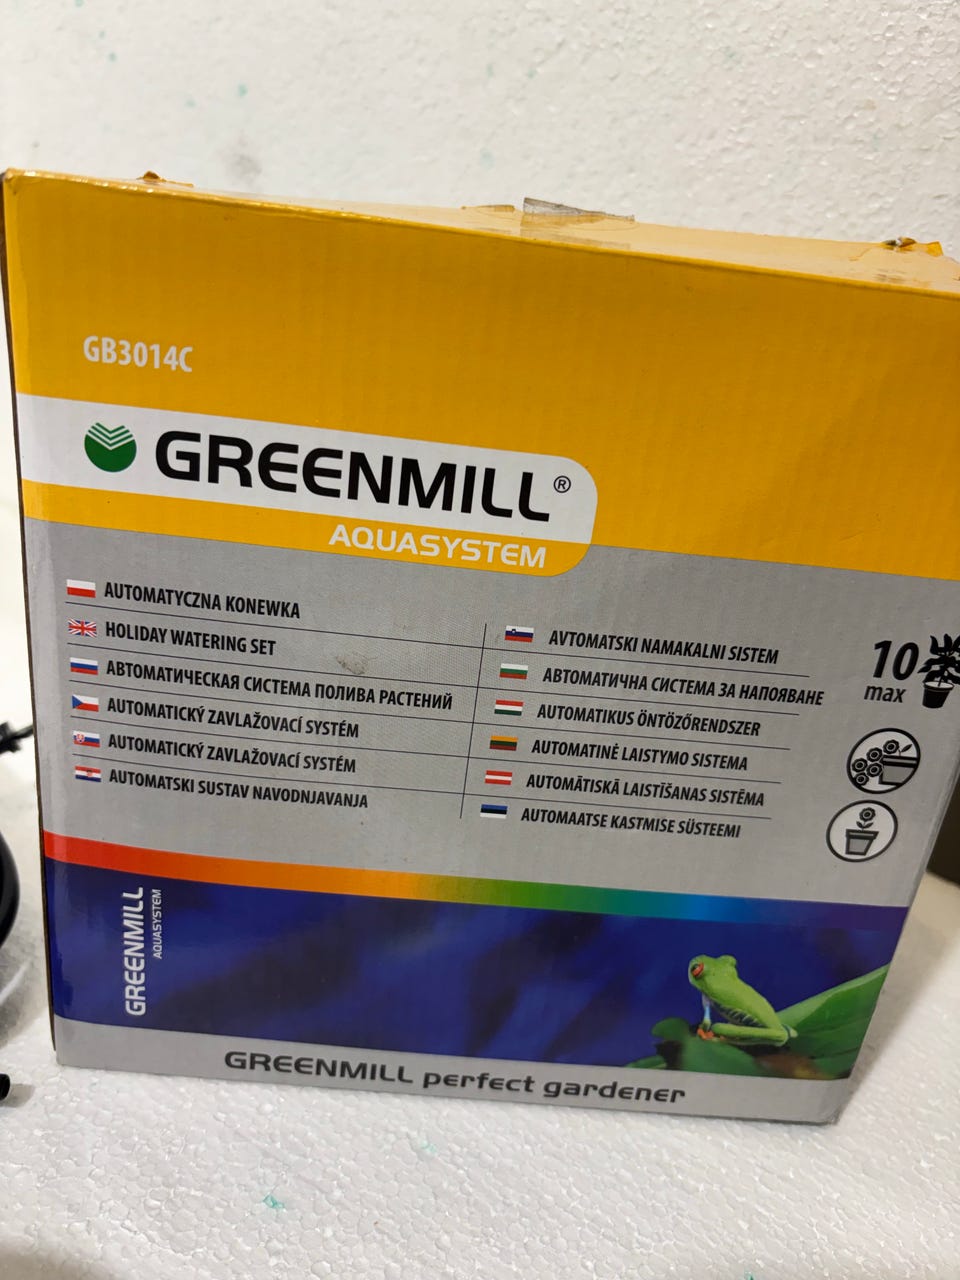 GB3014C
GREENMILL®
AQUASYSTEM
AUTOMATYCZNA KONEWKA
HOLIDAY WATERING SET
АВТОМАТИЧЕСКАЯ СИСТЕМА ПОЛИВА РАСТЕНИЙ
AUTOMATICKÝ ZAVLAŽOVACÍ SYSTÉM
AUTOMATICKÝ ZAVLAŽOVACÍ SYSTÉM
AUTOMATSKI SUSTAV NAVODNJAVANJA
AVTOMATSKI NAMAKALNI SISTEM
АВТОМАТИЧНА СИСТЕМА ЗА НАПОЯВАНЕ
AUTOMATIKUS ÖNTÖZŐRENDSZER
AUTOMATINĖ LAISTYMO SISTEMA
AUTOMĀTISKĀ LAISTĪŠANAS SISTĒMA
AUTOMAATSE KASTMISE SÜSTEEMI
10
max
GREENMILL
AQUASYSTEM
GREENMILL perfect gardener